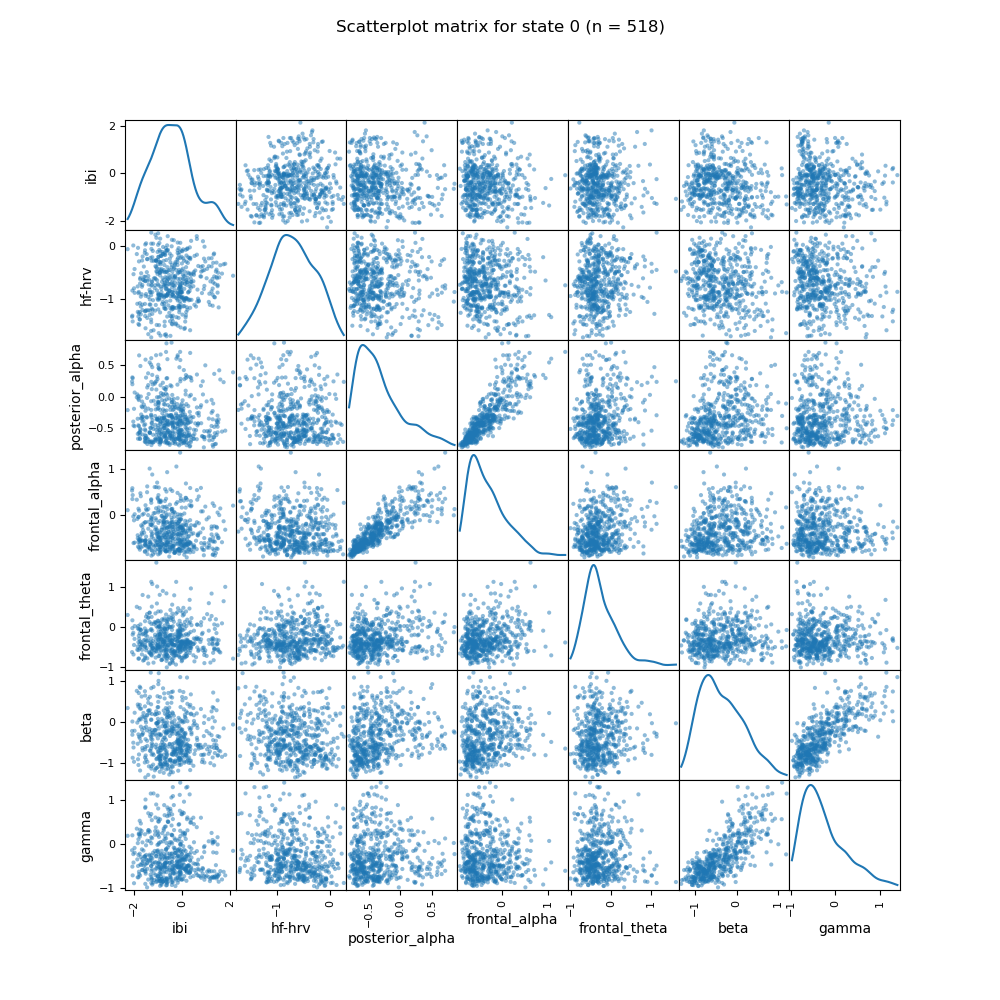 Scatterplot matrix for state 0 (n = 518)
ibi
2
0
−2
hf-hrv
0
−1
posterior_alpha
0.5
0.0
−0.5
frontal_alpha
1
0
frontal_theta
1
0
−1
beta
1
0
−1
gamma
1
0
−1
−2 0 2 −1 0 −0.5 0.0 0.5 0 1 −1 0 1 −1 0 1 −1 0 1
ibi hf-hrv posterior_alpha frontal_alpha frontal_theta beta gamma